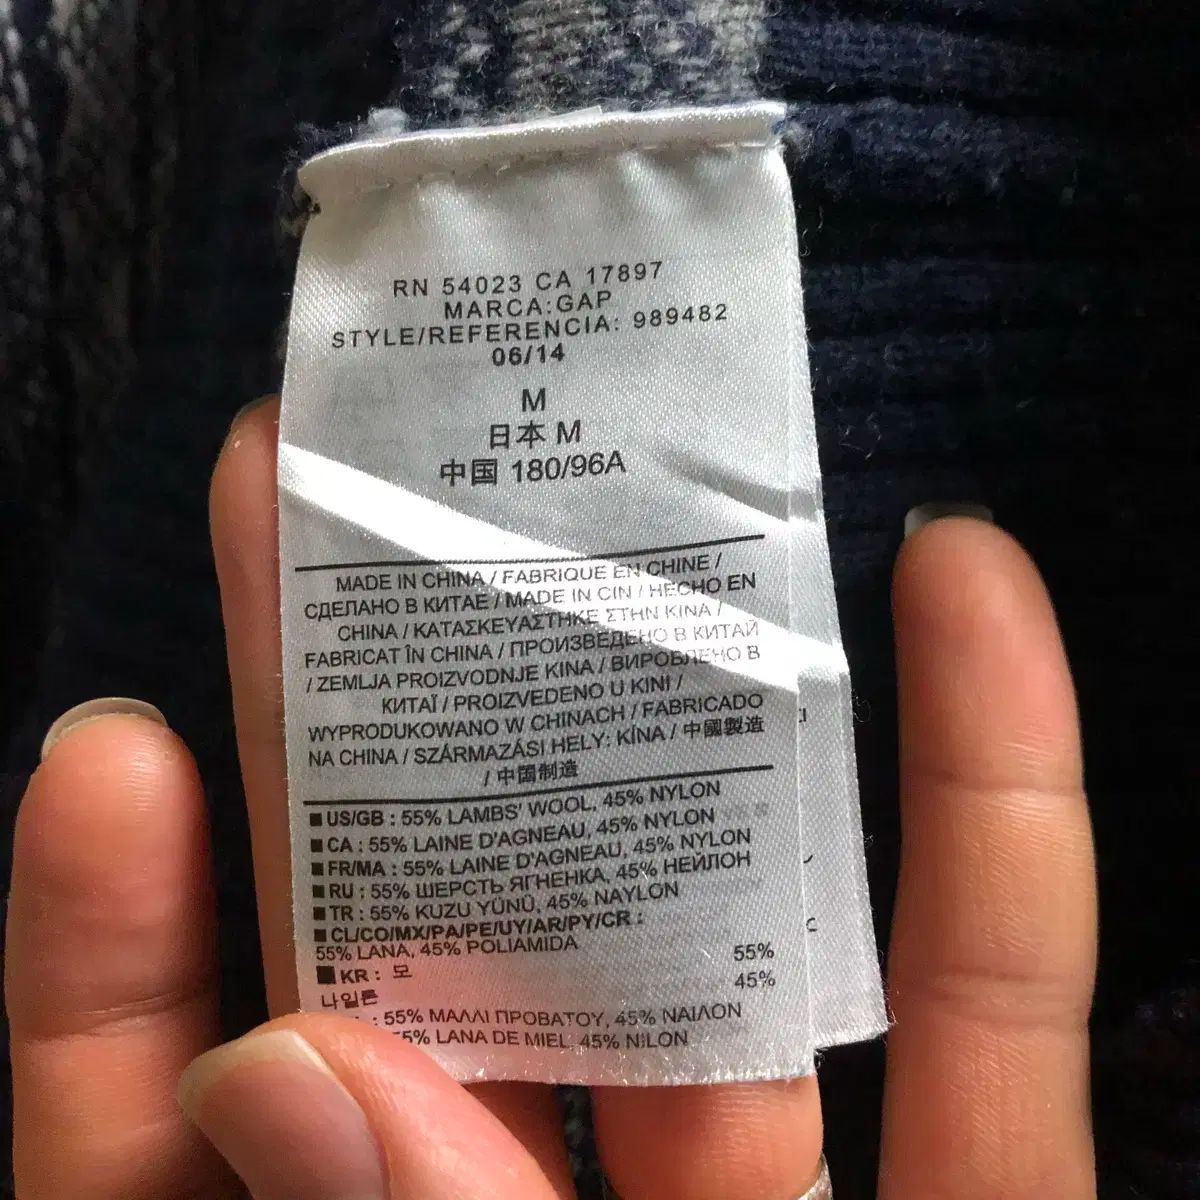 RN 54023 CA 17897
MARCA:GAP
STYLE/REFERENCIA: 989482
06/14
M
日本 M
中国 180/96A
MADE IN CHINA / FABRIQUE EN CHINE /
СДЕЛАНО В КИТАЕ / MADE IN CIN / HECHO EN
CHINA / ΚΑΤΑΣΚΕΥΑΣΤΗΚΕ ΣΤΗΝ ΚΙΝΑ /
FABRICAT ÎN CHINA / ПРОИЗВЕДЕНО В КИТАЙ
/ ZEMLJA PROIZVODNJE KINA / ВИРОБЛЕНО В
КИТАЇ / PROIZVEDENO U KINI /
WYPRODUKOWANO W CHINACH / FABRICADO
NA CHINA / SZÁRMAZÁSI HELY: KÍNA / 中國製造
/ 中国制造
■ US/GB : 55% LAMBS' WOOL, 45% NYLON
■ CA : 55% LAINE D'AGNEAU, 45% NYLON
■ FR/MA : 55% LAINE D'AGNEAU, 45% NYLON
■ RU : 55% ШЕРСТЬ ЯГНЕНКА, 45% НЕЙЛОН
■ TR : 55% KUZU YÜNÜ, 45% NAYLON
■ CL/CO/MX/PA/PE/UY/AR/PY/CR :
55% LANA, 45% POLIAMIDA
■ KR : 모 55%
나일론 45%
: 55% ΜΑΛΛΙ ΠΡΟΒΑΤΟΥ, 45% ΝΑΙΛΟΝ
LANA DE MIEL, 45% NILON